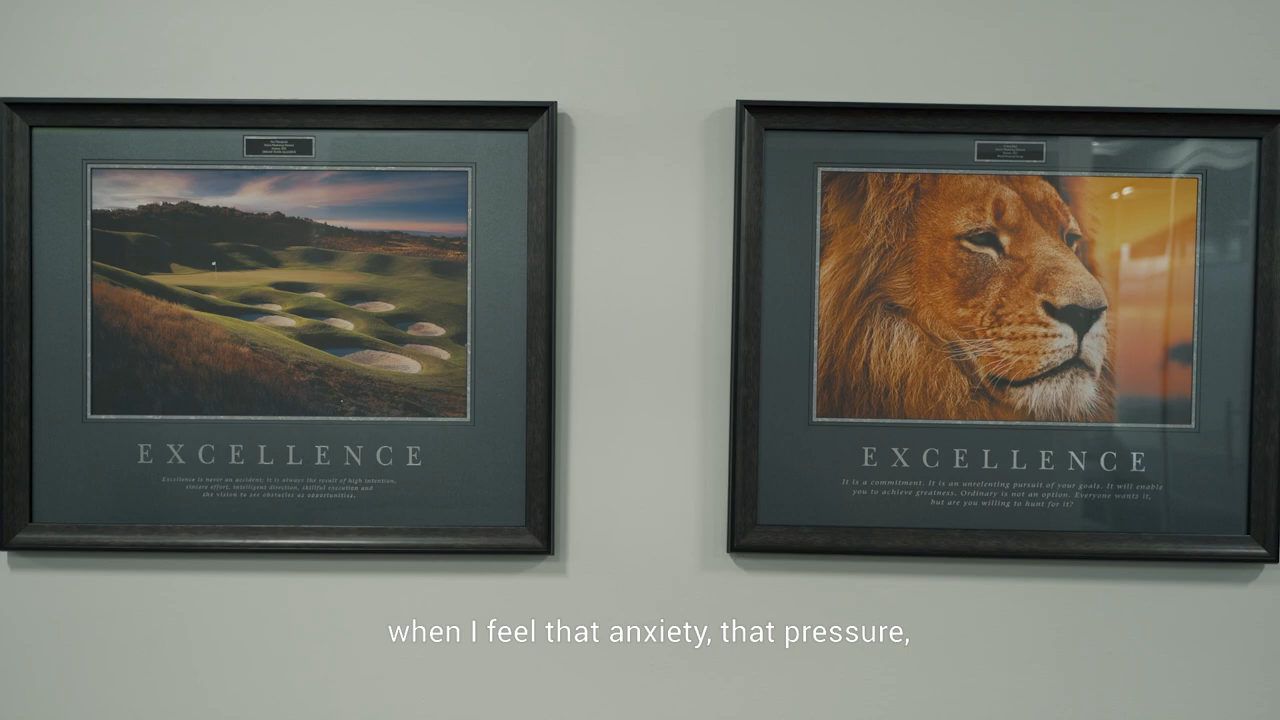 EXCELLENCE
Excellence is never an accident; it is always the result of high intention,
sincere effort, intelligent direction, skillful execution and
the vision to see obstacles as opportunities.
EXCELLENCE
It is a commitment. It is an unrelenting pursuit of your goals. It will enable
you to achieve greatness. Ordinary is not an option. Everyone wants it,
but are you willing to hunt for it?
when I feel that anxiety, that pressure,